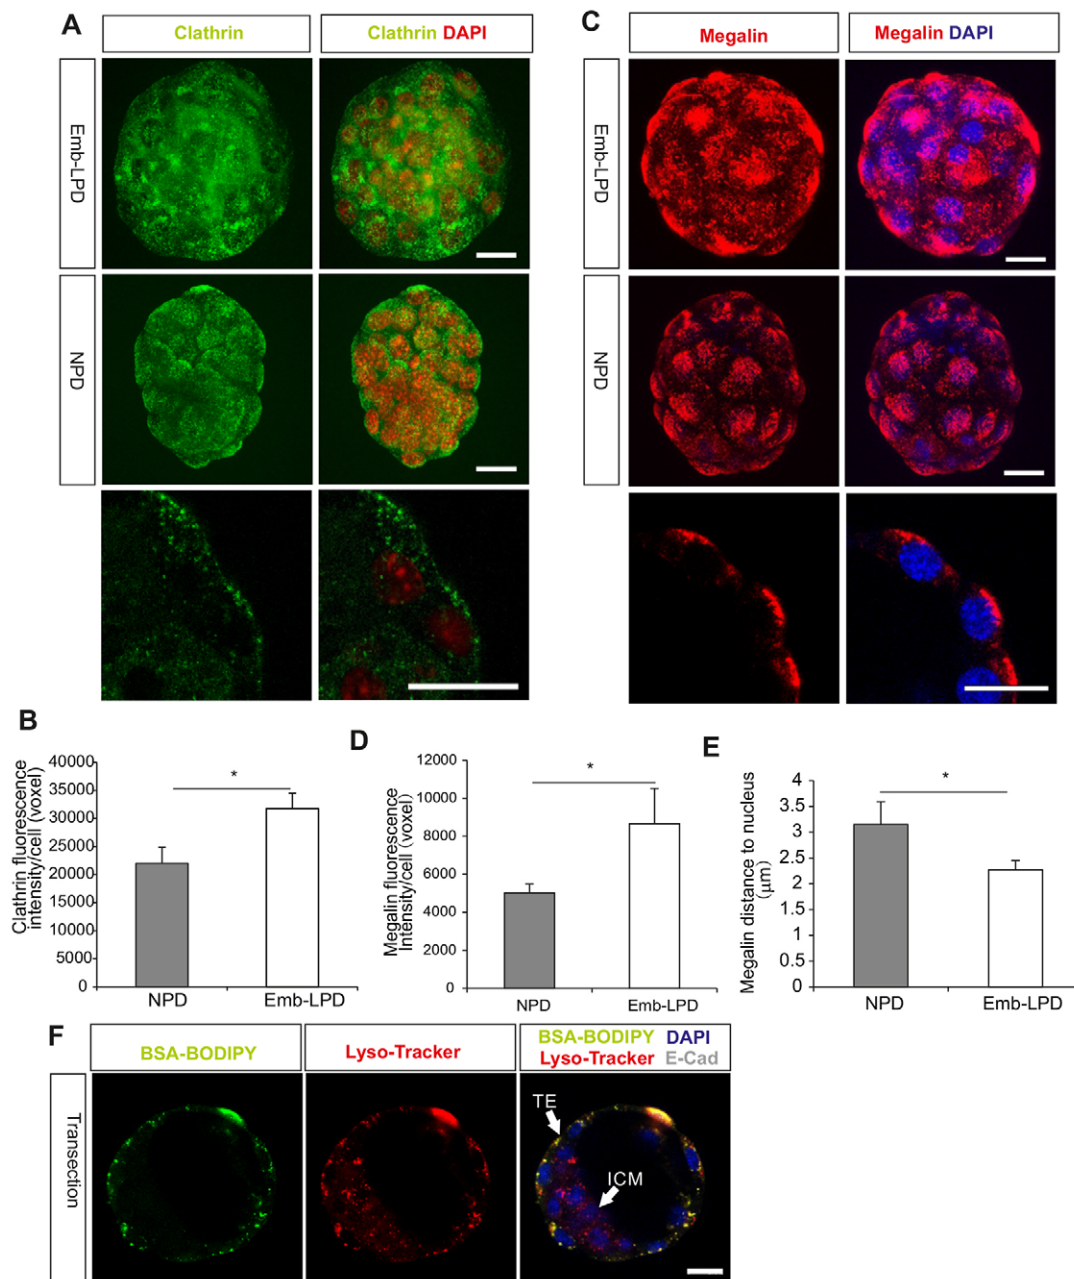 A
Clathrin
Clathrin DAPI
Emb-LPD
NPD
C
Megalin
Megalin DAPI
Emb-LPD
NPD
B
Clathrin fluorescence
intensity/cell (voxel)
40000
35000
30000
25000
20000
15000
10000
5000
0
*
NPD
Emb-LPD
D
Megalin fluorescence
Intensity/cell (voxel)
12000
10000
8000
6000
4000
2000
0
*
NPD
Emb-LPD
E
Megalin distance to nucleus
(μm)
4
3.5
3
2.5
2
1.5
1
0.5
0
*
NPD
Emb-LPD
F
BSA-BODIPY
Lyso-Tracker
BSA-BODIPY DAPI
Lyso-Tracker E-Cad
Transection
TE
ICM